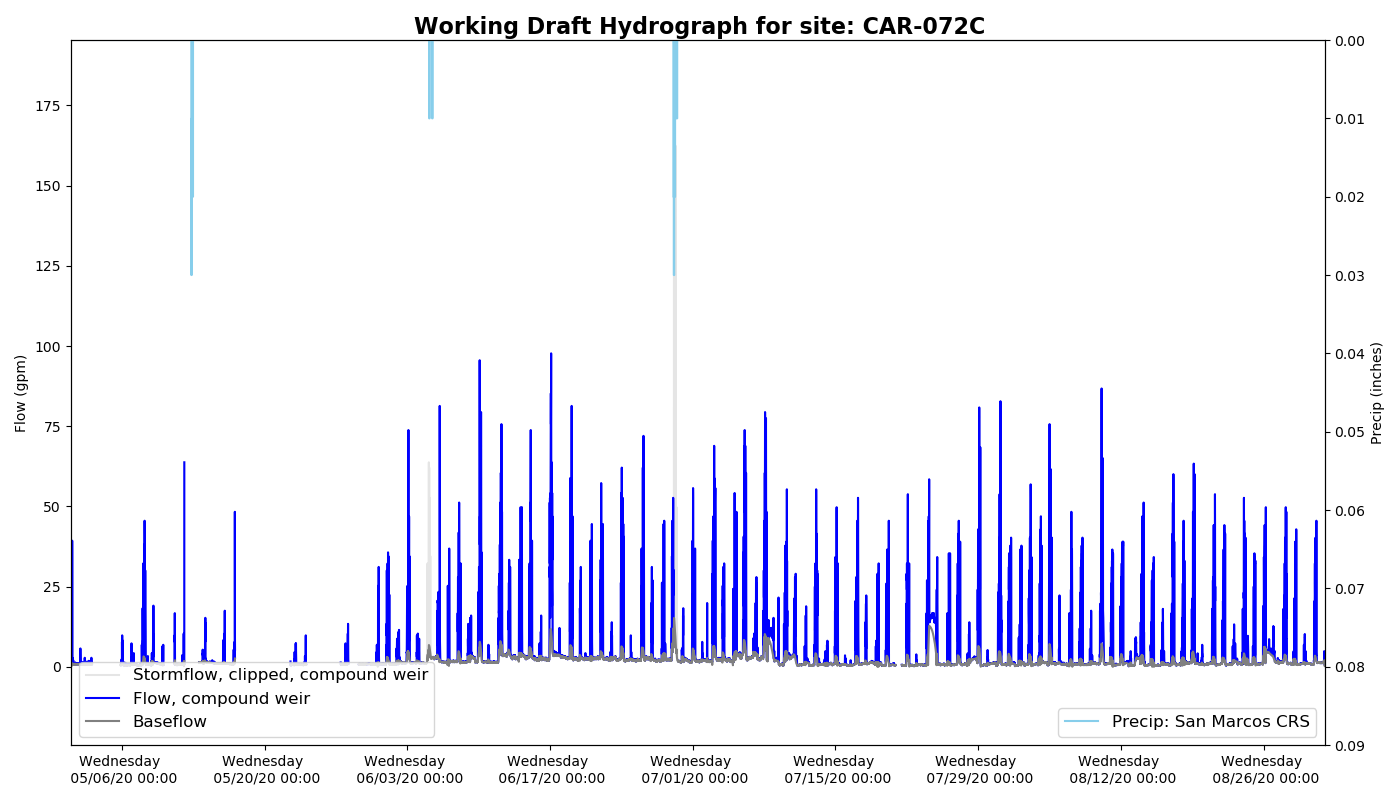 Working Draft Hydrograph for site: CAR-072C
Flow (gpm)
175
150
125
100
75
50
25
0
0.00
0.01
0.02
0.03
0.04
0.05
0.06
0.07
0.08
0.09
Precip (inches)
Stormflow, clipped, compound weir
Flow, compound weir
Baseflow
Precip: San Marcos CRS
Wednesday
05/06/20 00:00
Wednesday
05/20/20 00:00
Wednesday
06/03/20 00:00
Wednesday
06/17/20 00:00
Wednesday
07/01/20 00:00
Wednesday
07/15/20 00:00
Wednesday
07/29/20 00:00
Wednesday
08/12/20 00:00
Wednesday
08/26/20 00:00